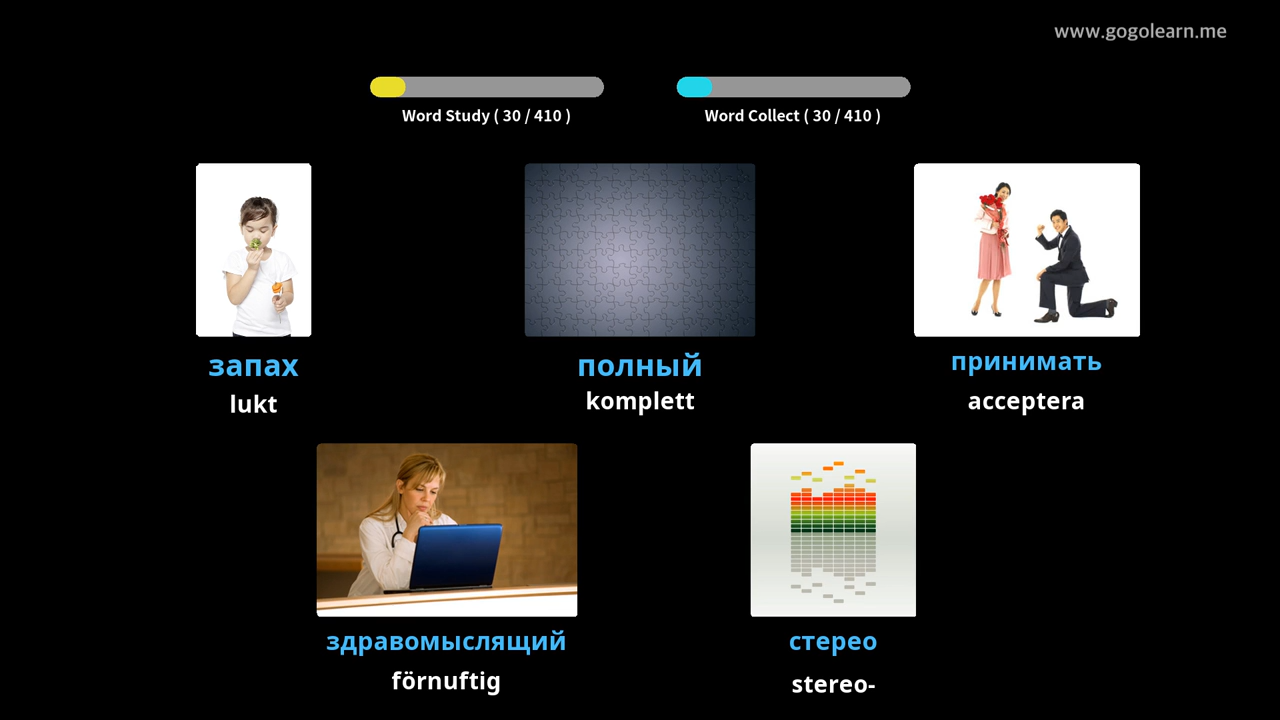 www.gogolearn.me
Word Study ( 30 / 410 )
Word Collect ( 30 / 410 )
запах
lukt
полный
komplett
принимать
acceptera
здравомыслящий
förnuftig
стерео
stereo-